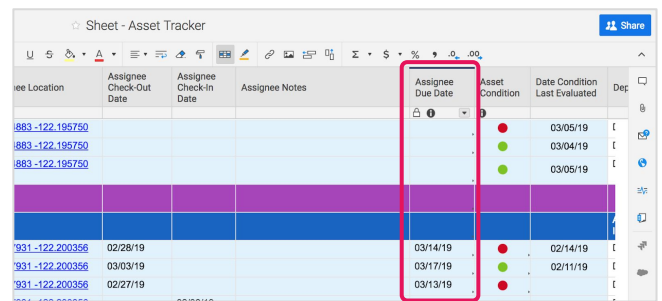 Sheet - Asset Tracker
Share
U S A Σ $ % , .0 .00
Location
Assignee Check-Out Date
Assignee Check-In Date
Assignee Notes
Assignee Due Date
Asset Condition
Date Condition Last Evaluated
883 -122.195750 03/05/19
883 -122.195750 03/04/19
883 -122.195750 03/05/19
931 -122.200356 02/28/19 03/14/19 02/14/19
931 -122.200356 03/03/19 03/17/19 02/11/19
931 -122.200356 02/27/19 03/13/19